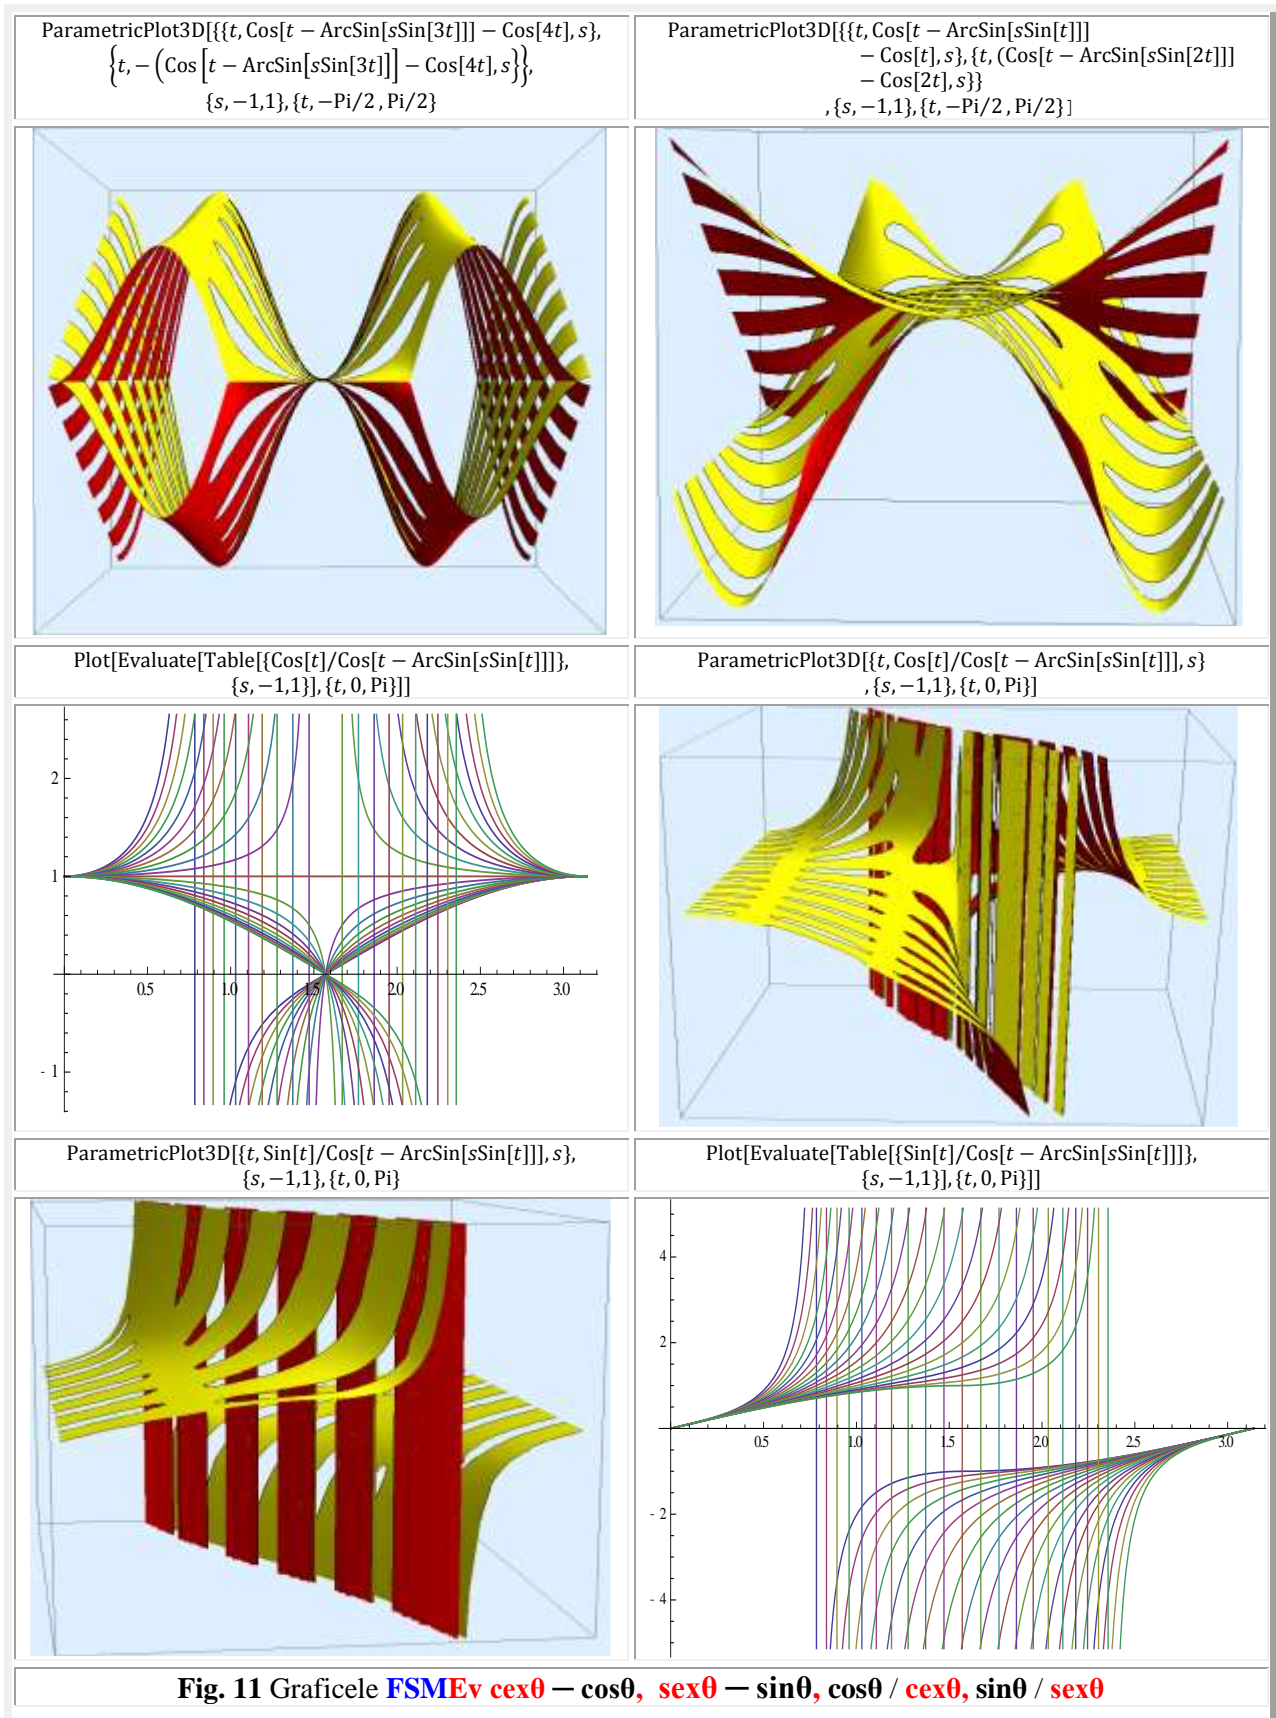 ParametricPlot3D[{{t, Cos[t − ArcSin[sSin[3t]]] − Cos[4t], s},
{t, − (Cos [t − ArcSin[sSin[3t]]] − Cos[4t], s}},
{s, −1,1}, {t, −Pi/2 , Pi/2}
ParametricPlot3D[{{t, Cos[t − ArcSin[sSin[t]]]
− Cos[t], s}, {t, (Cos[t − ArcSin[sSin[2t]]]
− Cos[2t], s}}
, {s, −1,1}, {t, −Pi/2 , Pi/2}]
Plot[Evaluate[Table[{Cos[t]/Cos[t − ArcSin[sSin[t]]]},
{s, −1,1}], {t, 0, Pi}]]
ParametricPlot3D[{t, Cos[t]/Cos[t − ArcSin[sSin[t]]], s}
, {s, −1,1}, {t, 0, Pi}]
2
1
0.5 1.0 1.5 2.0 2.5 3.0
- 1
ParametricPlot3D[{t, Sin[t]/Cos[t − ArcSin[sSin[t]]], s},
{s, −1,1}, {t, 0, Pi}
Plot[Evaluate[Table[{Sin[t]/Cos[t − ArcSin[sSin[t]]]},
{s, −1,1}], {t, 0, Pi}]]
4
2
0.5 1.0 1.5 2.0 2.5 3.0
- 2
- 4
Fig. 11 Graficele FSMEv cexθ − cosθ, sexθ − sinθ, cosθ / cexθ, sinθ / sexθ